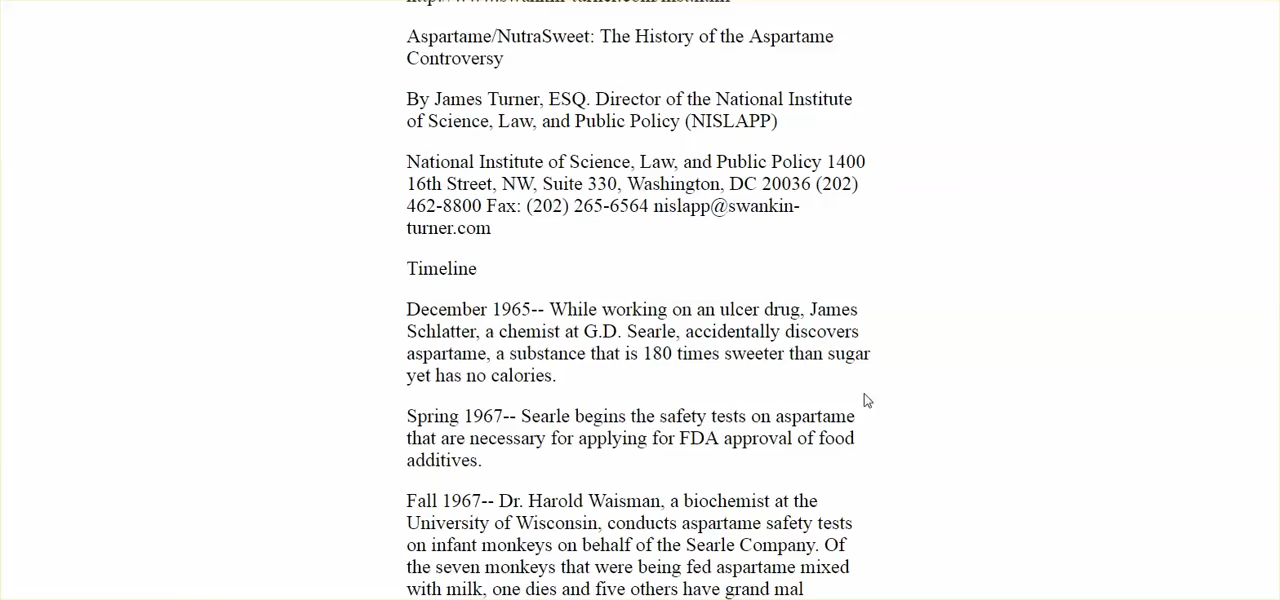 Aspartame/NutraSweet: The History of the Aspartame
Controversy
By James Turner, ESQ. Director of the National Institute
of Science, Law, and Public Policy (NISLAPP)
National Institute of Science, Law, and Public Policy 1400
16th Street, NW, Suite 330, Washington, DC 20036 (202)
462-8800 Fax: (202) 265-6564 nislapp@swankin-
turner.com
Timeline
December 1965-- While working on an ulcer drug, James
Schlatter, a chemist at G.D. Searle, accidentally discovers
aspartame, a substance that is 180 times sweeter than sugar
yet has no calories.
Spring 1967-- Searle begins the safety tests on aspartame
that are necessary for applying for FDA approval of food
additives.
Fall 1967-- Dr. Harold Waisman, a biochemist at the
University of Wisconsin, conducts aspartame safety tests
on infant monkeys on behalf of the Searle Company. Of
the seven monkeys that were being fed aspartame mixed
with milk, one dies and five others have grand mal